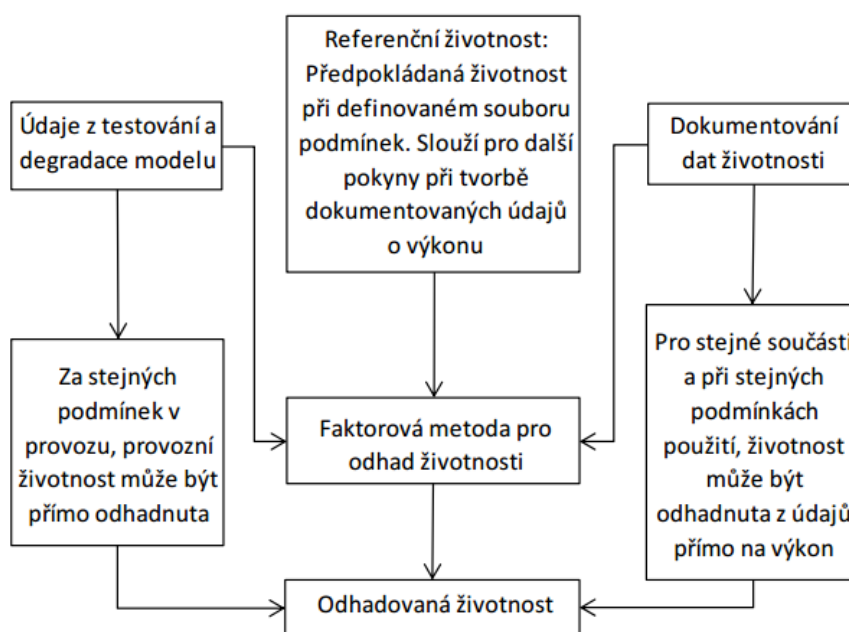 Referenční životnost:
Předpokládaná životnost
při definovaném souboru
podmínek. Slouží pro další
pokyny při tvorbě
dokumentovaných údajů
o výkonu
Údaje z testování a
degradace modelu
Dokumentování
dat životnosti
Za stejných
podmínek v
provozu, provozní
životnost může být
přímo odhadnuta
Faktorová metoda pro
odhad životnosti
Pro stejné součásti
a při stejných
podmínkách
použití, životnost
může být
odhadnuta z údajů
přímo na výkon
Odhadovaná životnost